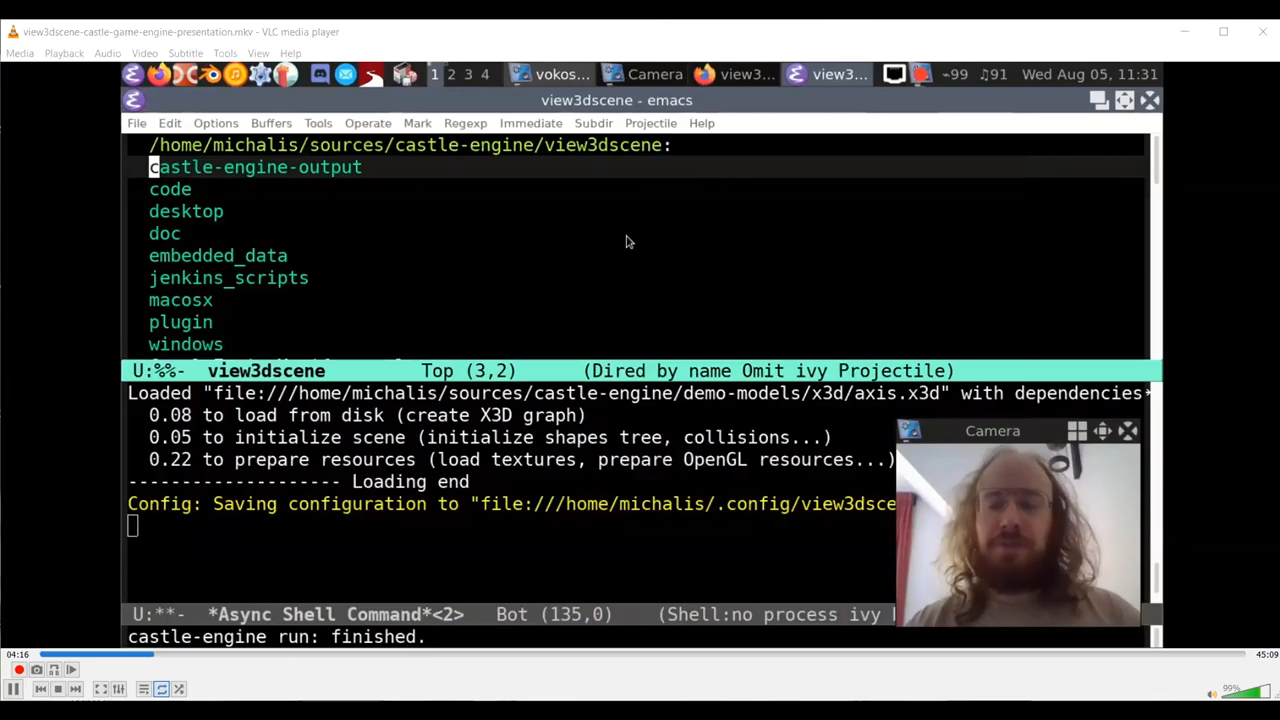 view3dscene-castle-game-engine-presentation.mkv - VLC media player
Media Playback Audio Video Subtitle Tools View Help
1 2 3 4 vokos... Camera view3... view3... ~99 ♫91 Wed Aug 05, 11:31
view3dscene - emacs
File Edit Options Buffers Tools Operate Mark Regexp Immediate Subdir Projectile Help
/home/michalis/sources/castle-engine/view3dscene:
castle-engine-output
code
desktop
doc
embedded_data
jenkins_scripts
macosx
plugin
windows
U:%%- view3dscene Top (3,2) (Dired by name Omit ivy Projectile)
Loaded "file:///home/michalis/sources/castle-engine/demo-models/x3d/axis.x3d" with dependencies
0.08 to load from disk (create X3D graph)
0.05 to initialize scene (initialize shapes tree, collisions...)
0.22 to prepare resources (load textures, prepare OpenGL resources...)
-------------------- Loading end
Config: Saving configuration to "file:///home/michalis/.config/view3dsce
Camera
U:**- *Async Shell Command*<2> Bot (135,0) (Shell:no process ivy
castle-engine run: finished.
04:16 45:09
99%